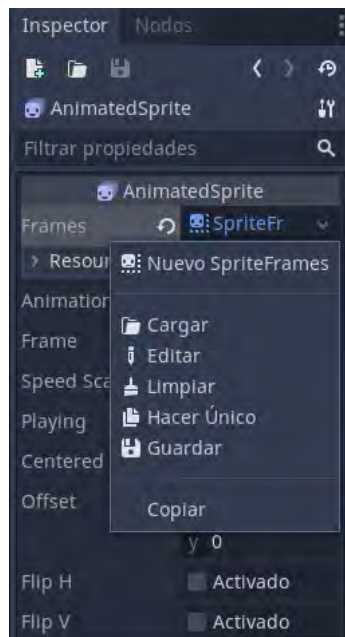 Inspector Nodos
AnimatedSprite
Filtrar propiedades
AnimatedSprite
Frames SpriteFr
> Resour
Nuevo SpriteFrames
Animation
Cargar
Frame
Editar
Speed Sca
Limpiar
Playing
Hacer Único
Centered
Guardar
Offset
Copiar
y 0
Flip H Activado
Flip V Activado